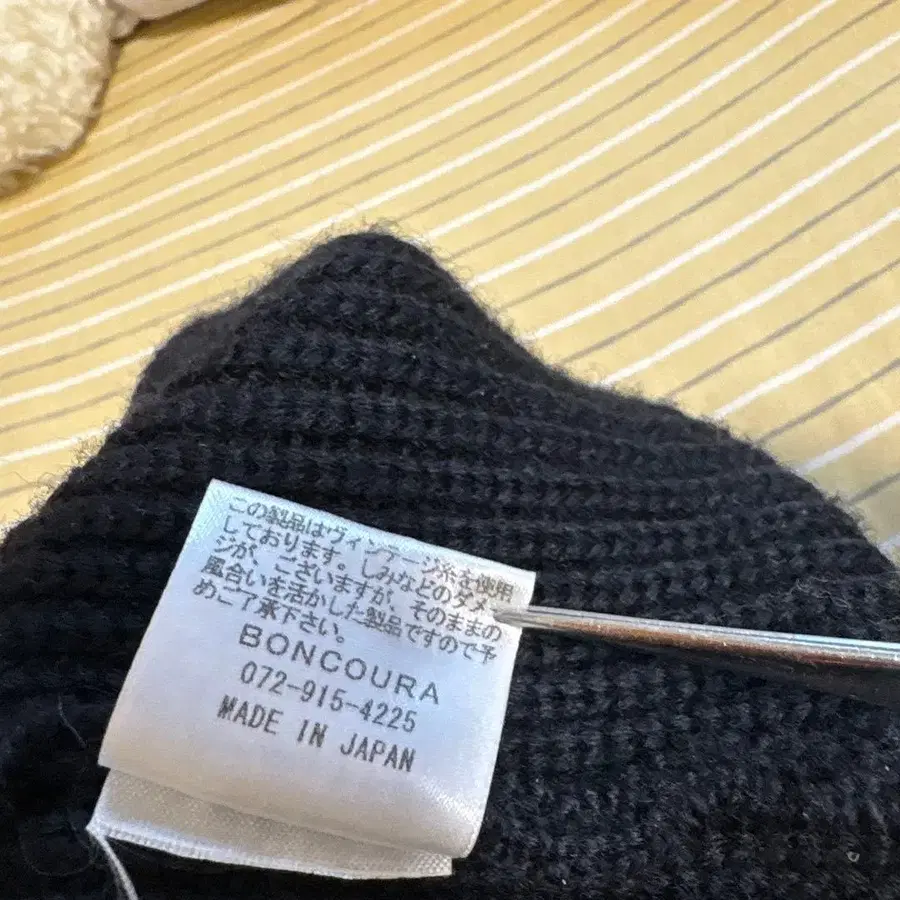 この製品はヴィンテージ糸を使用
しております。しみなどのダメー
ジが、ございますが、そのままの
風合いを活かした製品ですので予
めご了承下さい。
BONCOURA
072-915-4225
MADE IN JAPAN